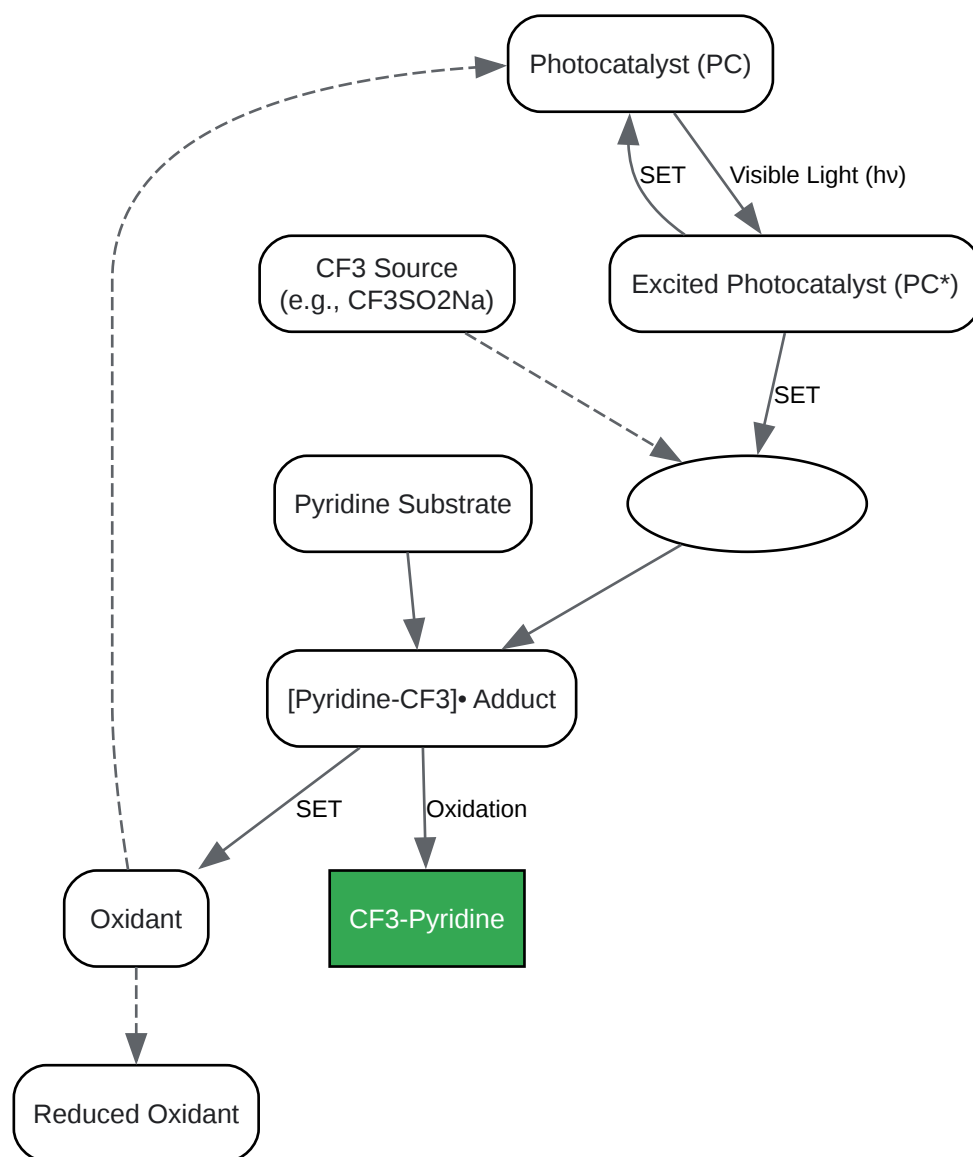 Photocatalyst (PC)
SET
Visible Light (hν)
CF3 Source
(e.g., CF3SO2Na)
Excited Photocatalyst (PC*)
SET
Pyridine Substrate
[Pyridine-CF3]• Adduct
SET
Oxidation
Oxidant
CF3-Pyridine
Reduced Oxidant